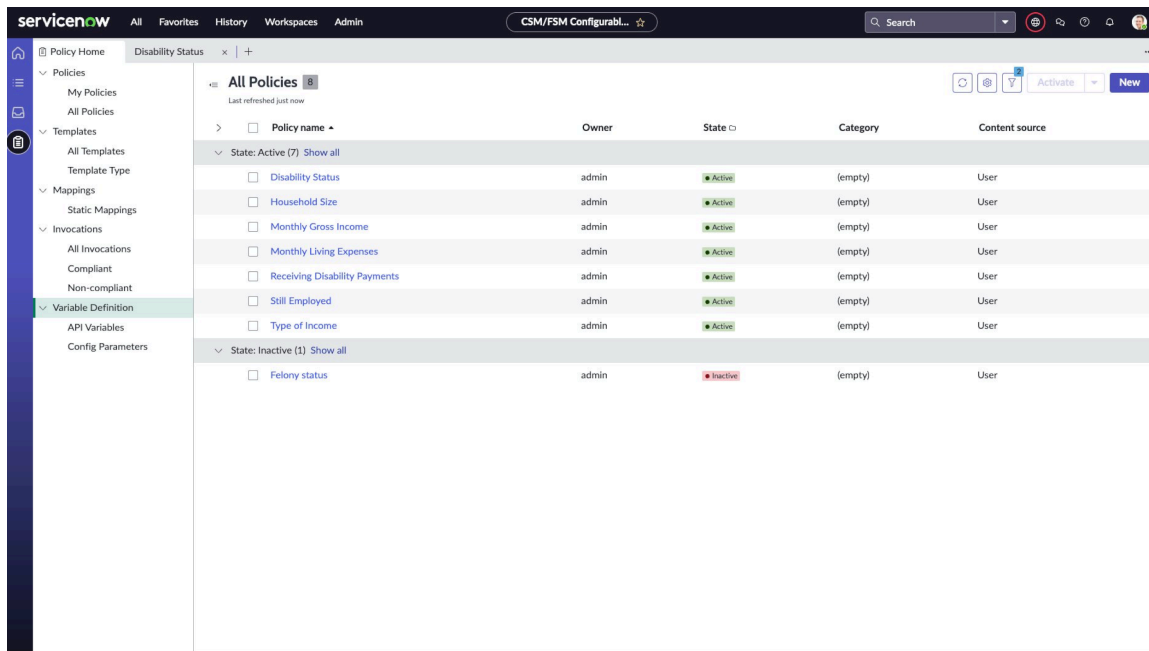 servicenow All Favorites History Workspaces Admin CSM/FSM Configurabl... Search
Policy Home Disability Status × +
Policies
My Policies
All Policies
Templates
All Templates
Template Type
Mappings
Static Mappings
Invocations
All Invocations
Compliant
Non-compliant
Variable Definition
API Variables
Config Parameters
All Policies 8
Last refreshed just now
2
Activate New
Policy name Owner State Category Content source
State: Active (7) Show all
Disability Status admin Active (empty) User
Household Size admin Active (empty) User
Monthly Gross Income admin Active (empty) User
Monthly Living Expenses admin Active (empty) User
Receiving Disability Payments admin Active (empty) User
Still Employed admin Active (empty) User
Type of Income admin Active (empty) User
State: Inactive (1) Show all
Felony status admin Inactive (empty) User